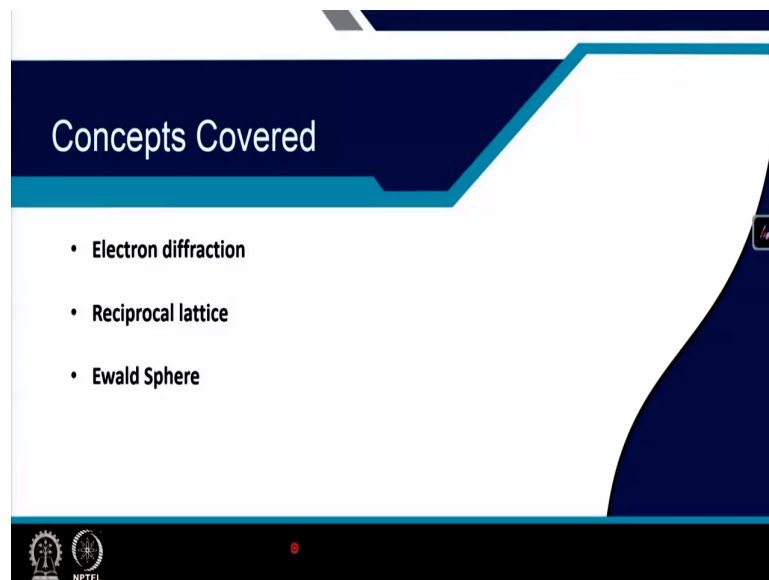 Concepts Covered
• Electron diffraction
• Reciprocal lattice
• Ewald Sphere
NPTEL